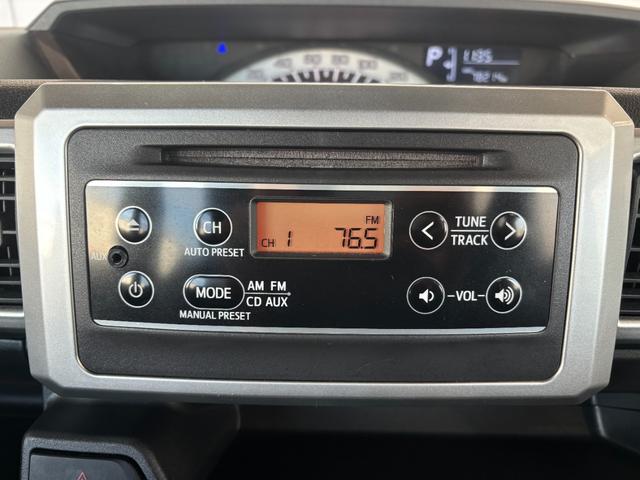 P
FM
CH 1 76.5
CH
AUTO PRESET
TUNE
TRACK
AUX
MODE
AM FM
CD AUX
MANUAL PRESET
-VOL-